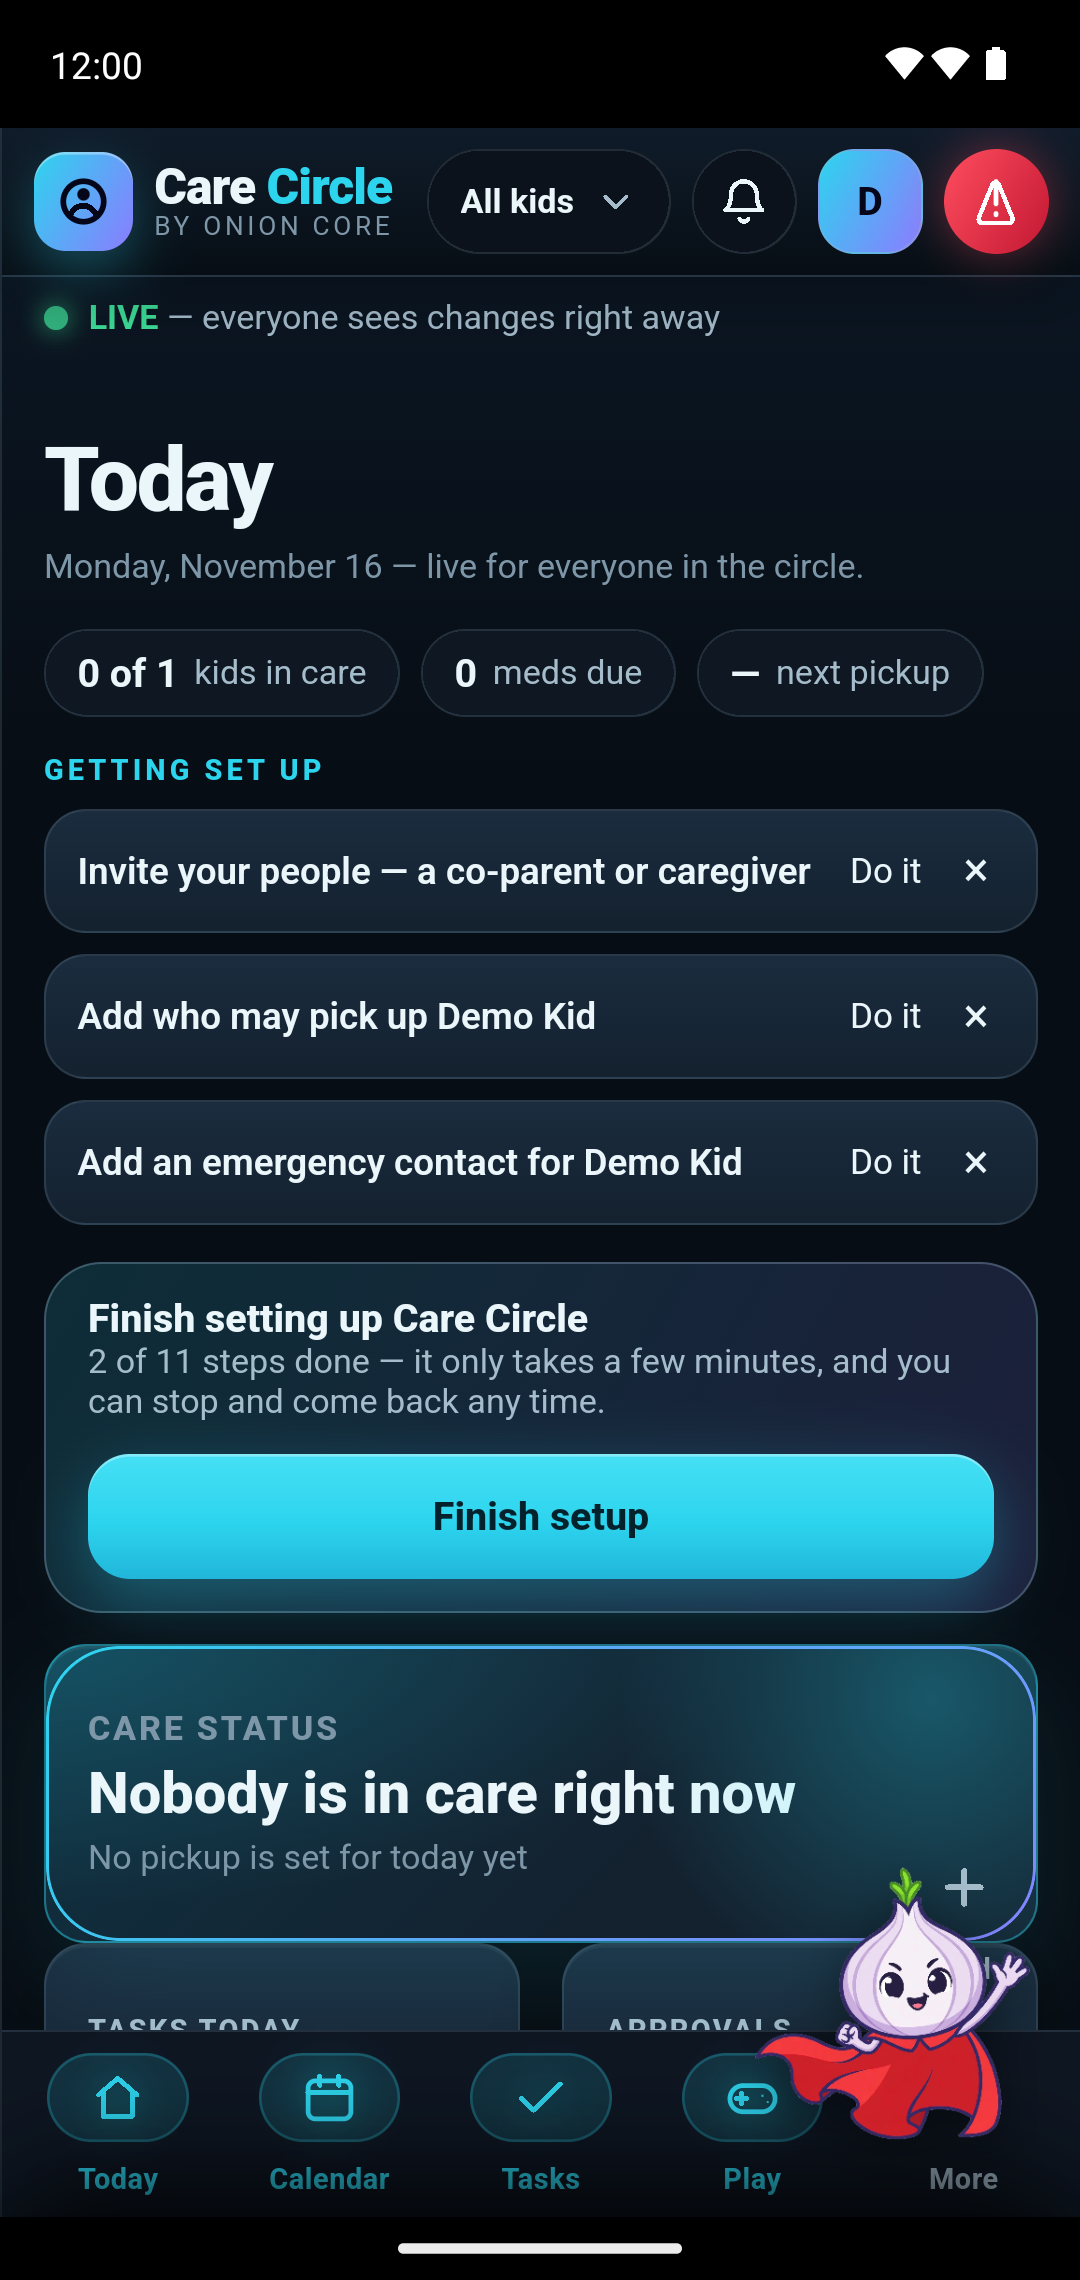 12:00
Care Circle
BY ONION CORE
All kids
D
LIVE — everyone sees changes right away
Today
Monday, November 16 — live for everyone in the circle.
0 of 1 kids in care
0 meds due
— next pickup
GETTING SET UP
Invite your people — a co-parent or caregiver Do it ×
Add who may pick up Demo Kid Do it ×
Add an emergency contact for Demo Kid Do it ×
Finish setting up Care Circle
2 of 11 steps done — it only takes a few minutes, and you
can stop and come back any time.
Finish setup
CARE STATUS
Nobody is in care right now
No pickup is set for today yet
TASKS TODAY
APPROVALS
Today
Calendar
Tasks
Play
More